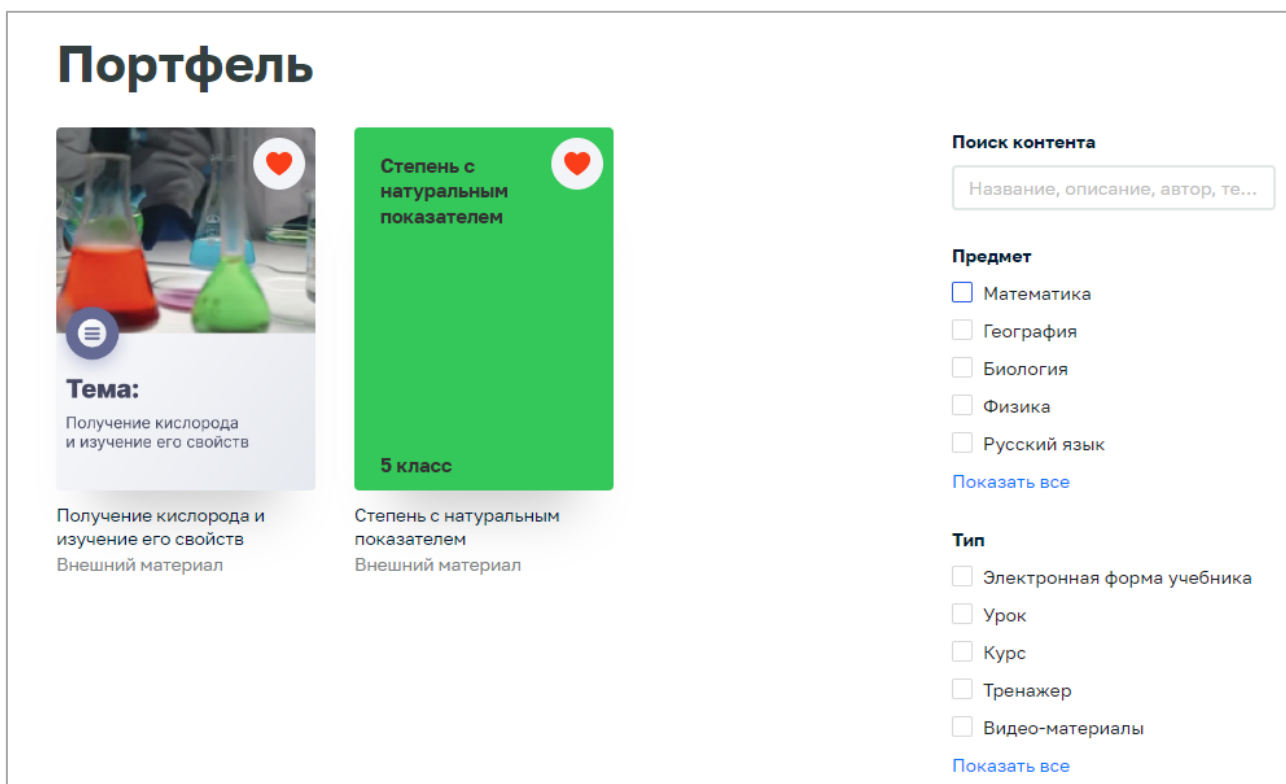 Портфель
Тема:
Получение кислорода
и изучение его свойств
Получение кислорода и
изучение его свойств
Внешний материал
Степень с
натуральным
показателем
5 класс
Степень с натуральным
показателем
Внешний материал
Поиск контента
Название, описание, автор, те...
Предмет
Математика
География
Биология
Физика
Русский язык
Показать все
Тип
Электронная форма учебника
Урок
Курс
Тренажер
Видео-материалы
Показать все